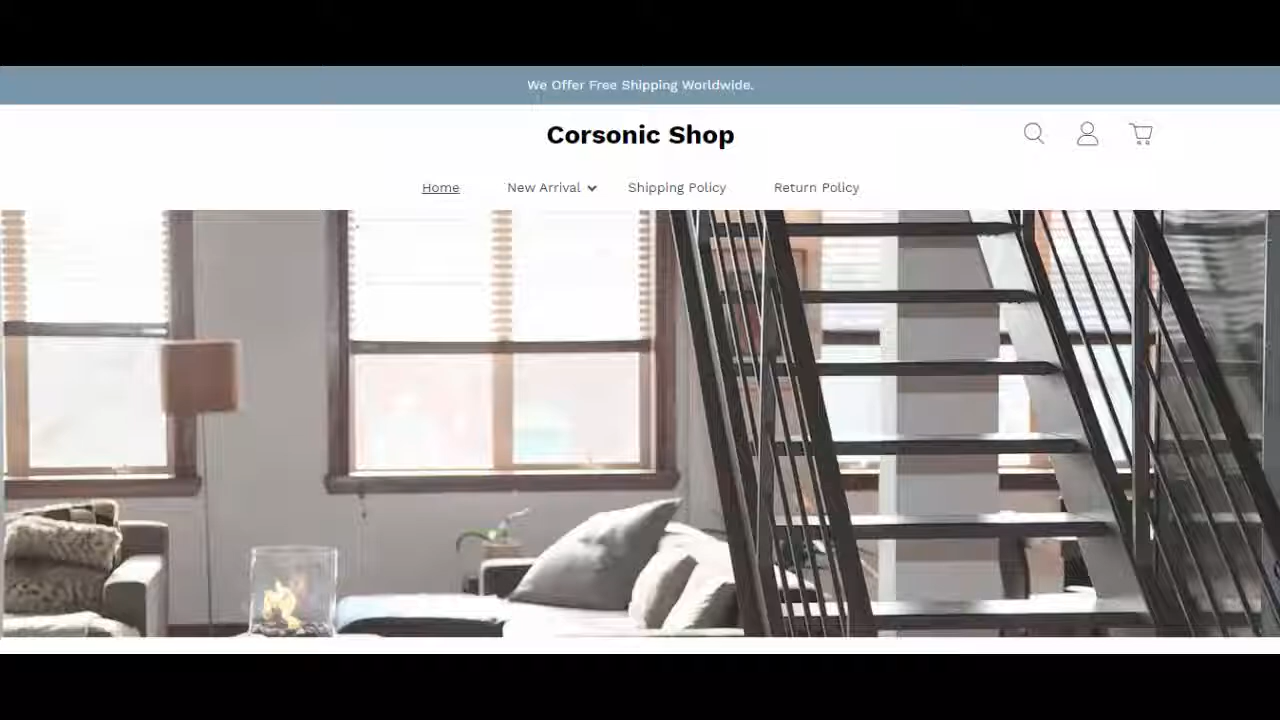 We Offer Free Shipping Worldwide.
Corsonic Shop
Home New Arrival Shipping Policy Return Policy